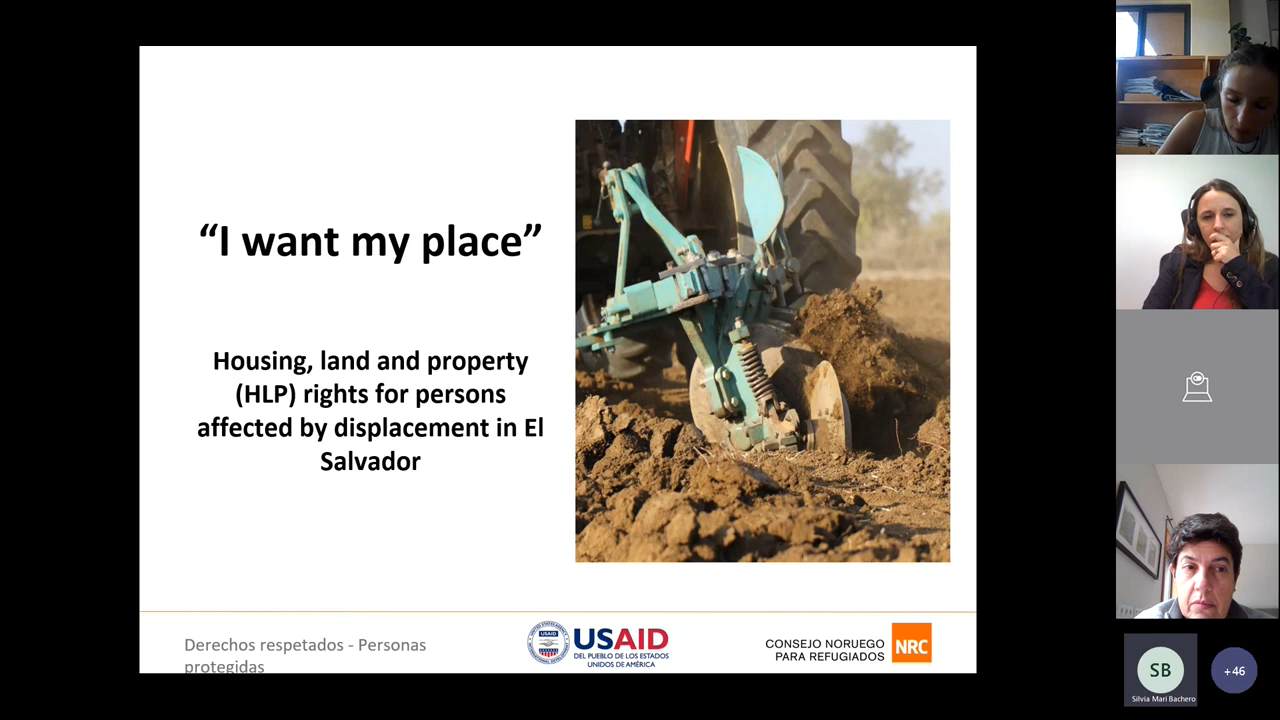 “I want my place”
Housing, land and property
(HLP) rights for persons
affected by displacement in El
Salvador
Derechos respetados - Personas
protegidas
USAID
USAID
DEL PUEBLO DE LOS ESTADOS
UNIDOS DE AMÉRICA
CONSEJO NORUEGO
PARA REFUGIADOS
NRC
SB
Silvia Mari Bachero
+46